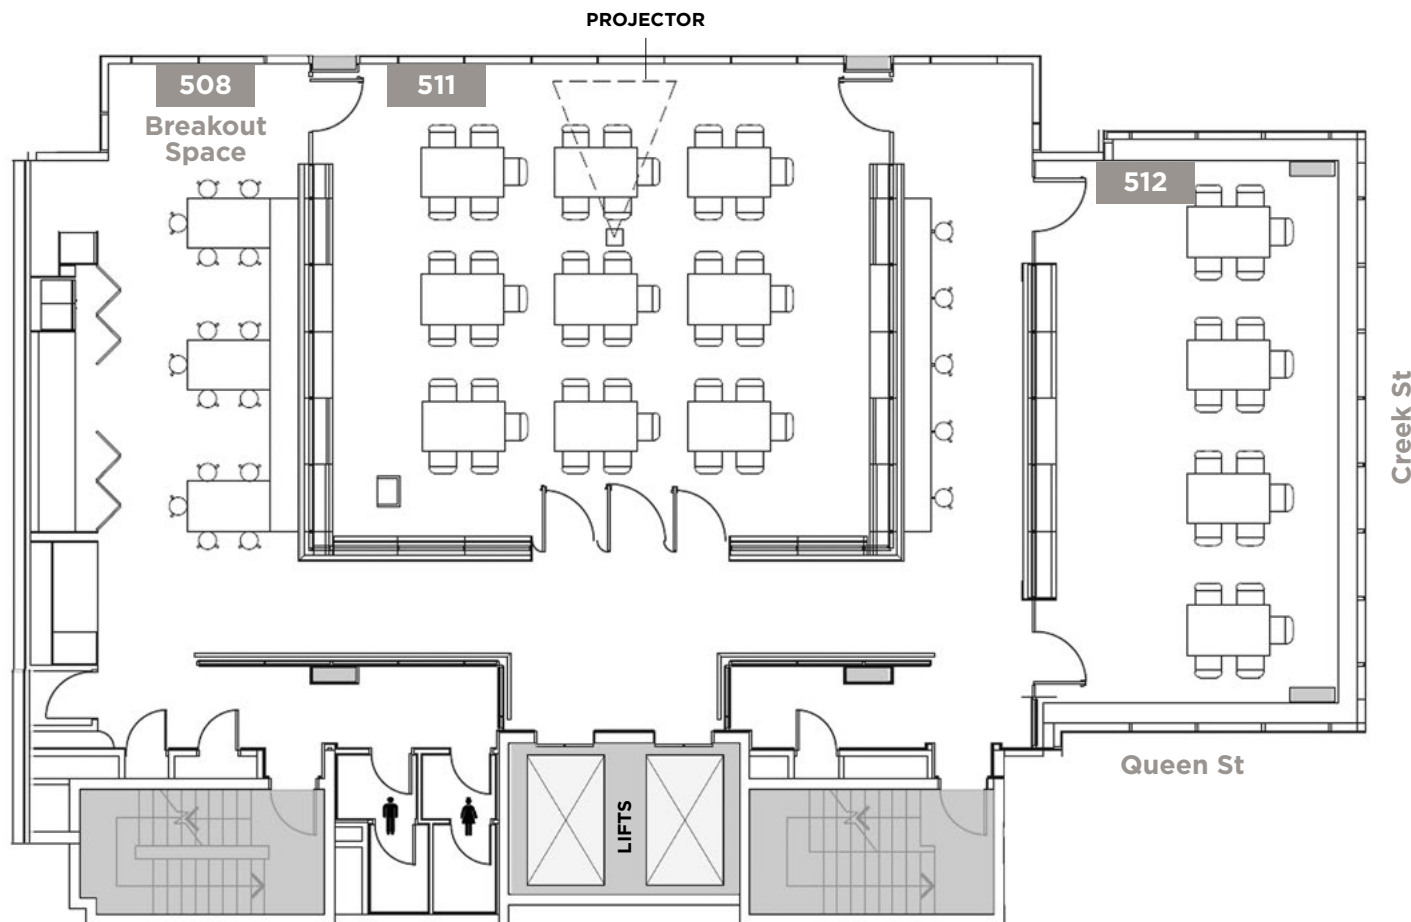 PROJECTOR
508
Breakout
Space
511
512
Creek St
Queen St
LIFTS